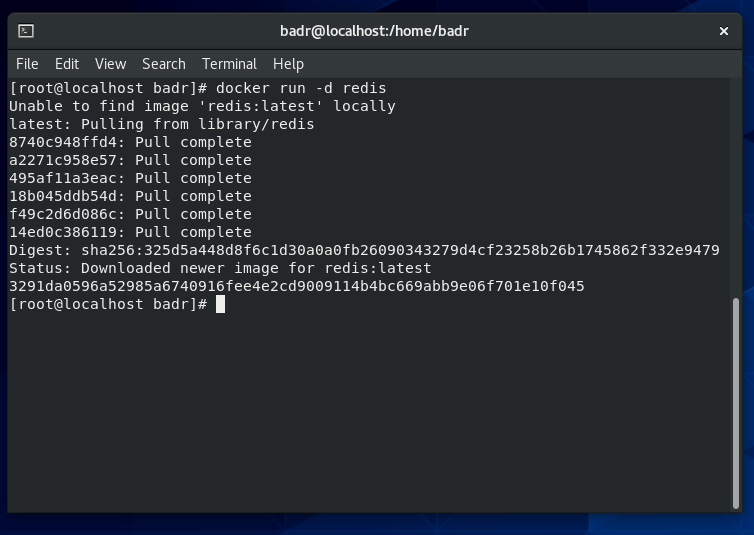 badr@localhost:/home/badr
File Edit View Search Terminal Help
[root@localhost badr]# docker run -d redis
Unable to find image 'redis:latest' locally
latest: Pulling from library/redis
8740c948ffd4: Pull complete
a2271c958e57: Pull complete
495af11a3eac: Pull complete
18b045ddb54d: Pull complete
f49c2d6d086c: Pull complete
14ed0c386119: Pull complete
Digest: sha256:325d5a448d8f6c1d30a0a0fb26090343279d4cf23258b26b1745862f332e9479
Status: Downloaded newer image for redis:latest
3291da0596a52985a6740916fee4e2cd9009114b4bc669abb9e06f701e10f045
[root@localhost badr]#